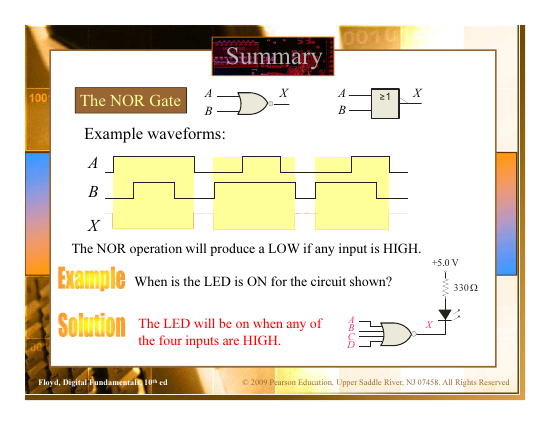 Summary
The NOR Gate
A
B
X
A
B
≥1
X
Example waveforms:
A
B
X
The NOR operation will produce a LOW if any input is HIGH.
Example
When is the LED is ON for the circuit shown?
+5.0 V
330 Ω
Solution
The LED will be on when any of
the four inputs are HIGH.
A
B
C
D
X
Floyd, Digital Fundamentals, 10th ed
© 2009 Pearson Education, Upper Saddle River, NJ 07458. All Rights Reserved